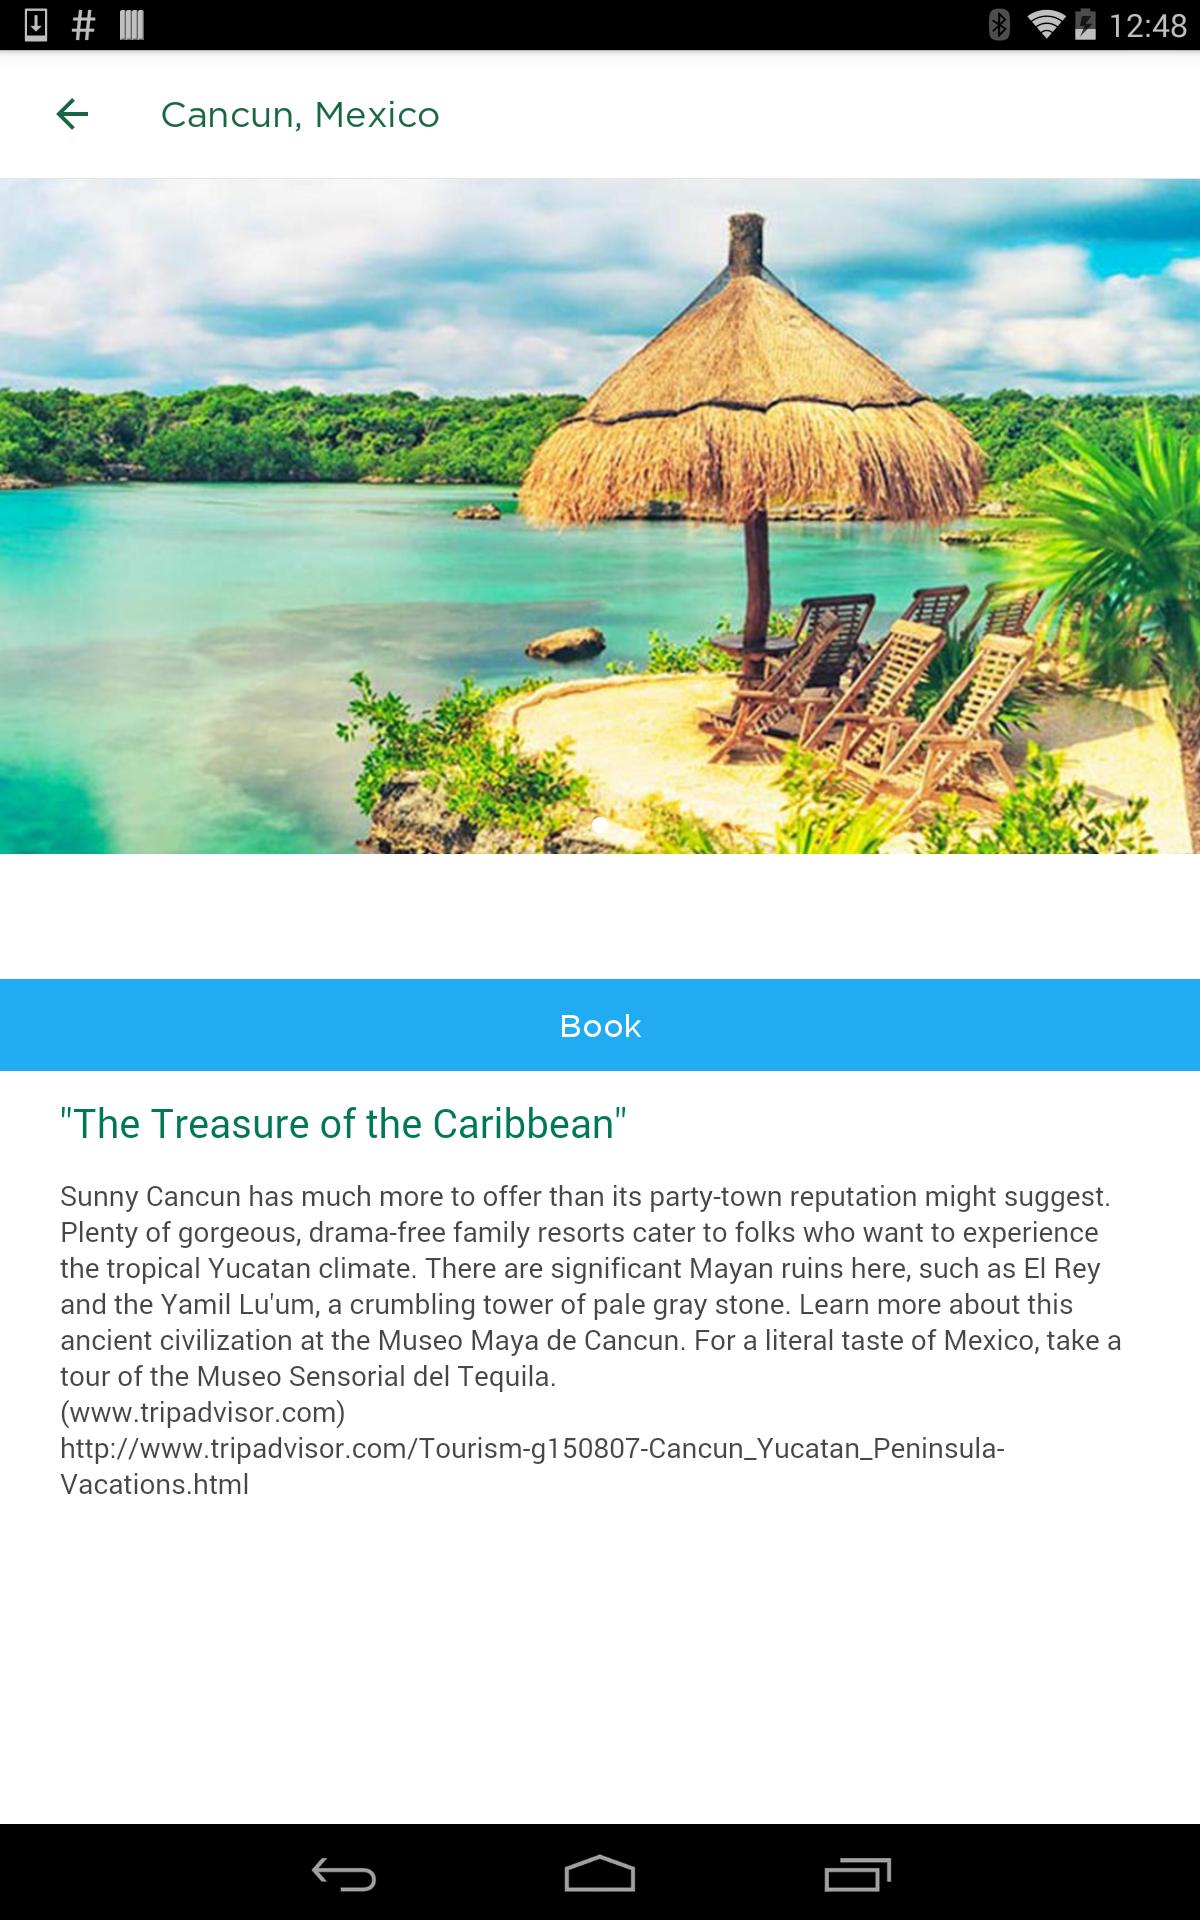 12:48
Cancun, Mexico
Book
"The Treasure of the Caribbean"
Sunny Cancun has much more to offer than its party-town reputation might suggest.
Plenty of gorgeous, drama-free family resorts cater to folks who want to experience
the tropical Yucatan climate. There are significant Mayan ruins here, such as El Rey
and the Yamil Lu'um, a crumbling tower of pale gray stone. Learn more about this
ancient civilization at the Museo Maya de Cancun. For a literal taste of Mexico, take a
tour of the Museo Sensorial del Tequila.
(www.tripadvisor.com)
http://www.tripadvisor.com/Tourism-g150807-Cancun_Yucatan_Peninsula-
Vacations.html